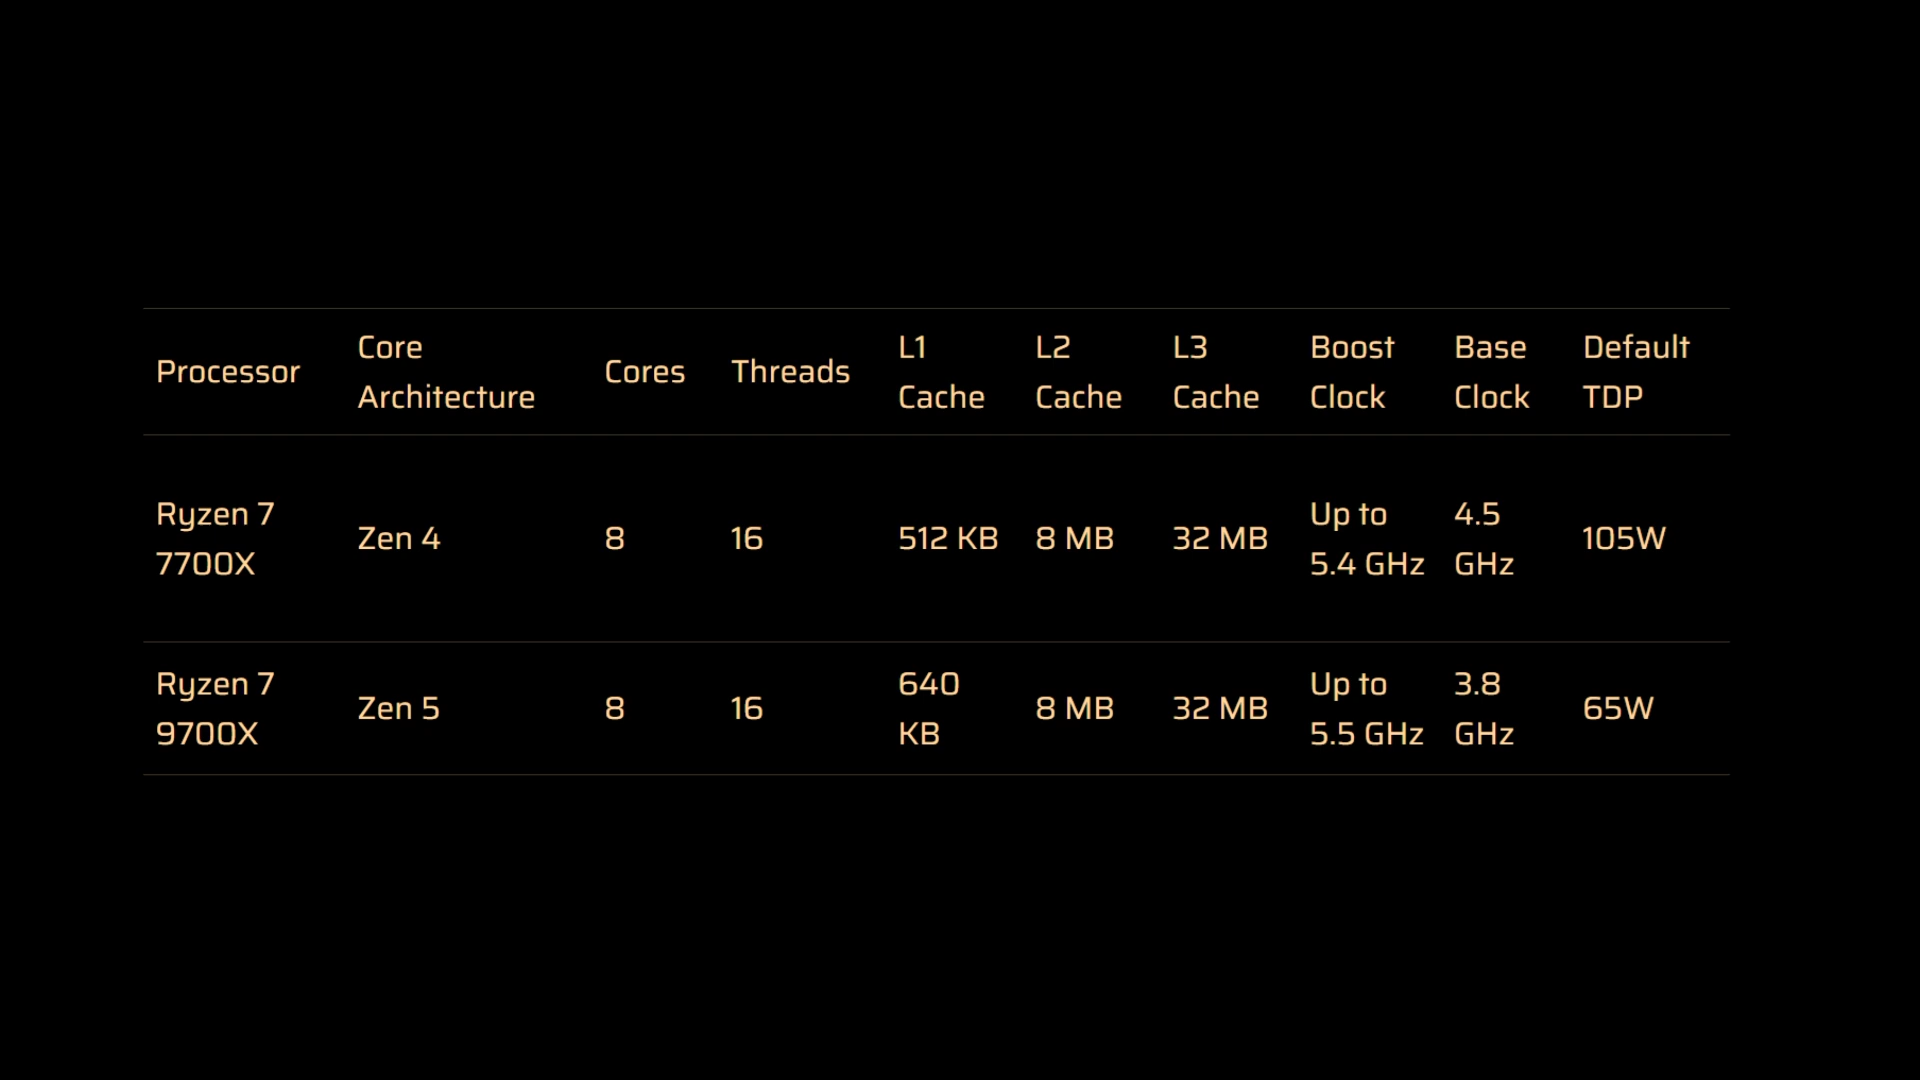 Processor
Core
Architecture
Cores
Threads
L1
Cache
L2
Cache
L3
Cache
Boost
Clock
Base
Clock
Default
TDP
Ryzen 7
7700X
Zen 4
8
16
512 KB
8 MB
32 MB
Up to
5.4 GHz
4.5
GHz
105W
Ryzen 7
9700X
Zen 5
8
16
640
KB
8 MB
32 MB
Up to
5.5 GHz
3.8
GHz
65W